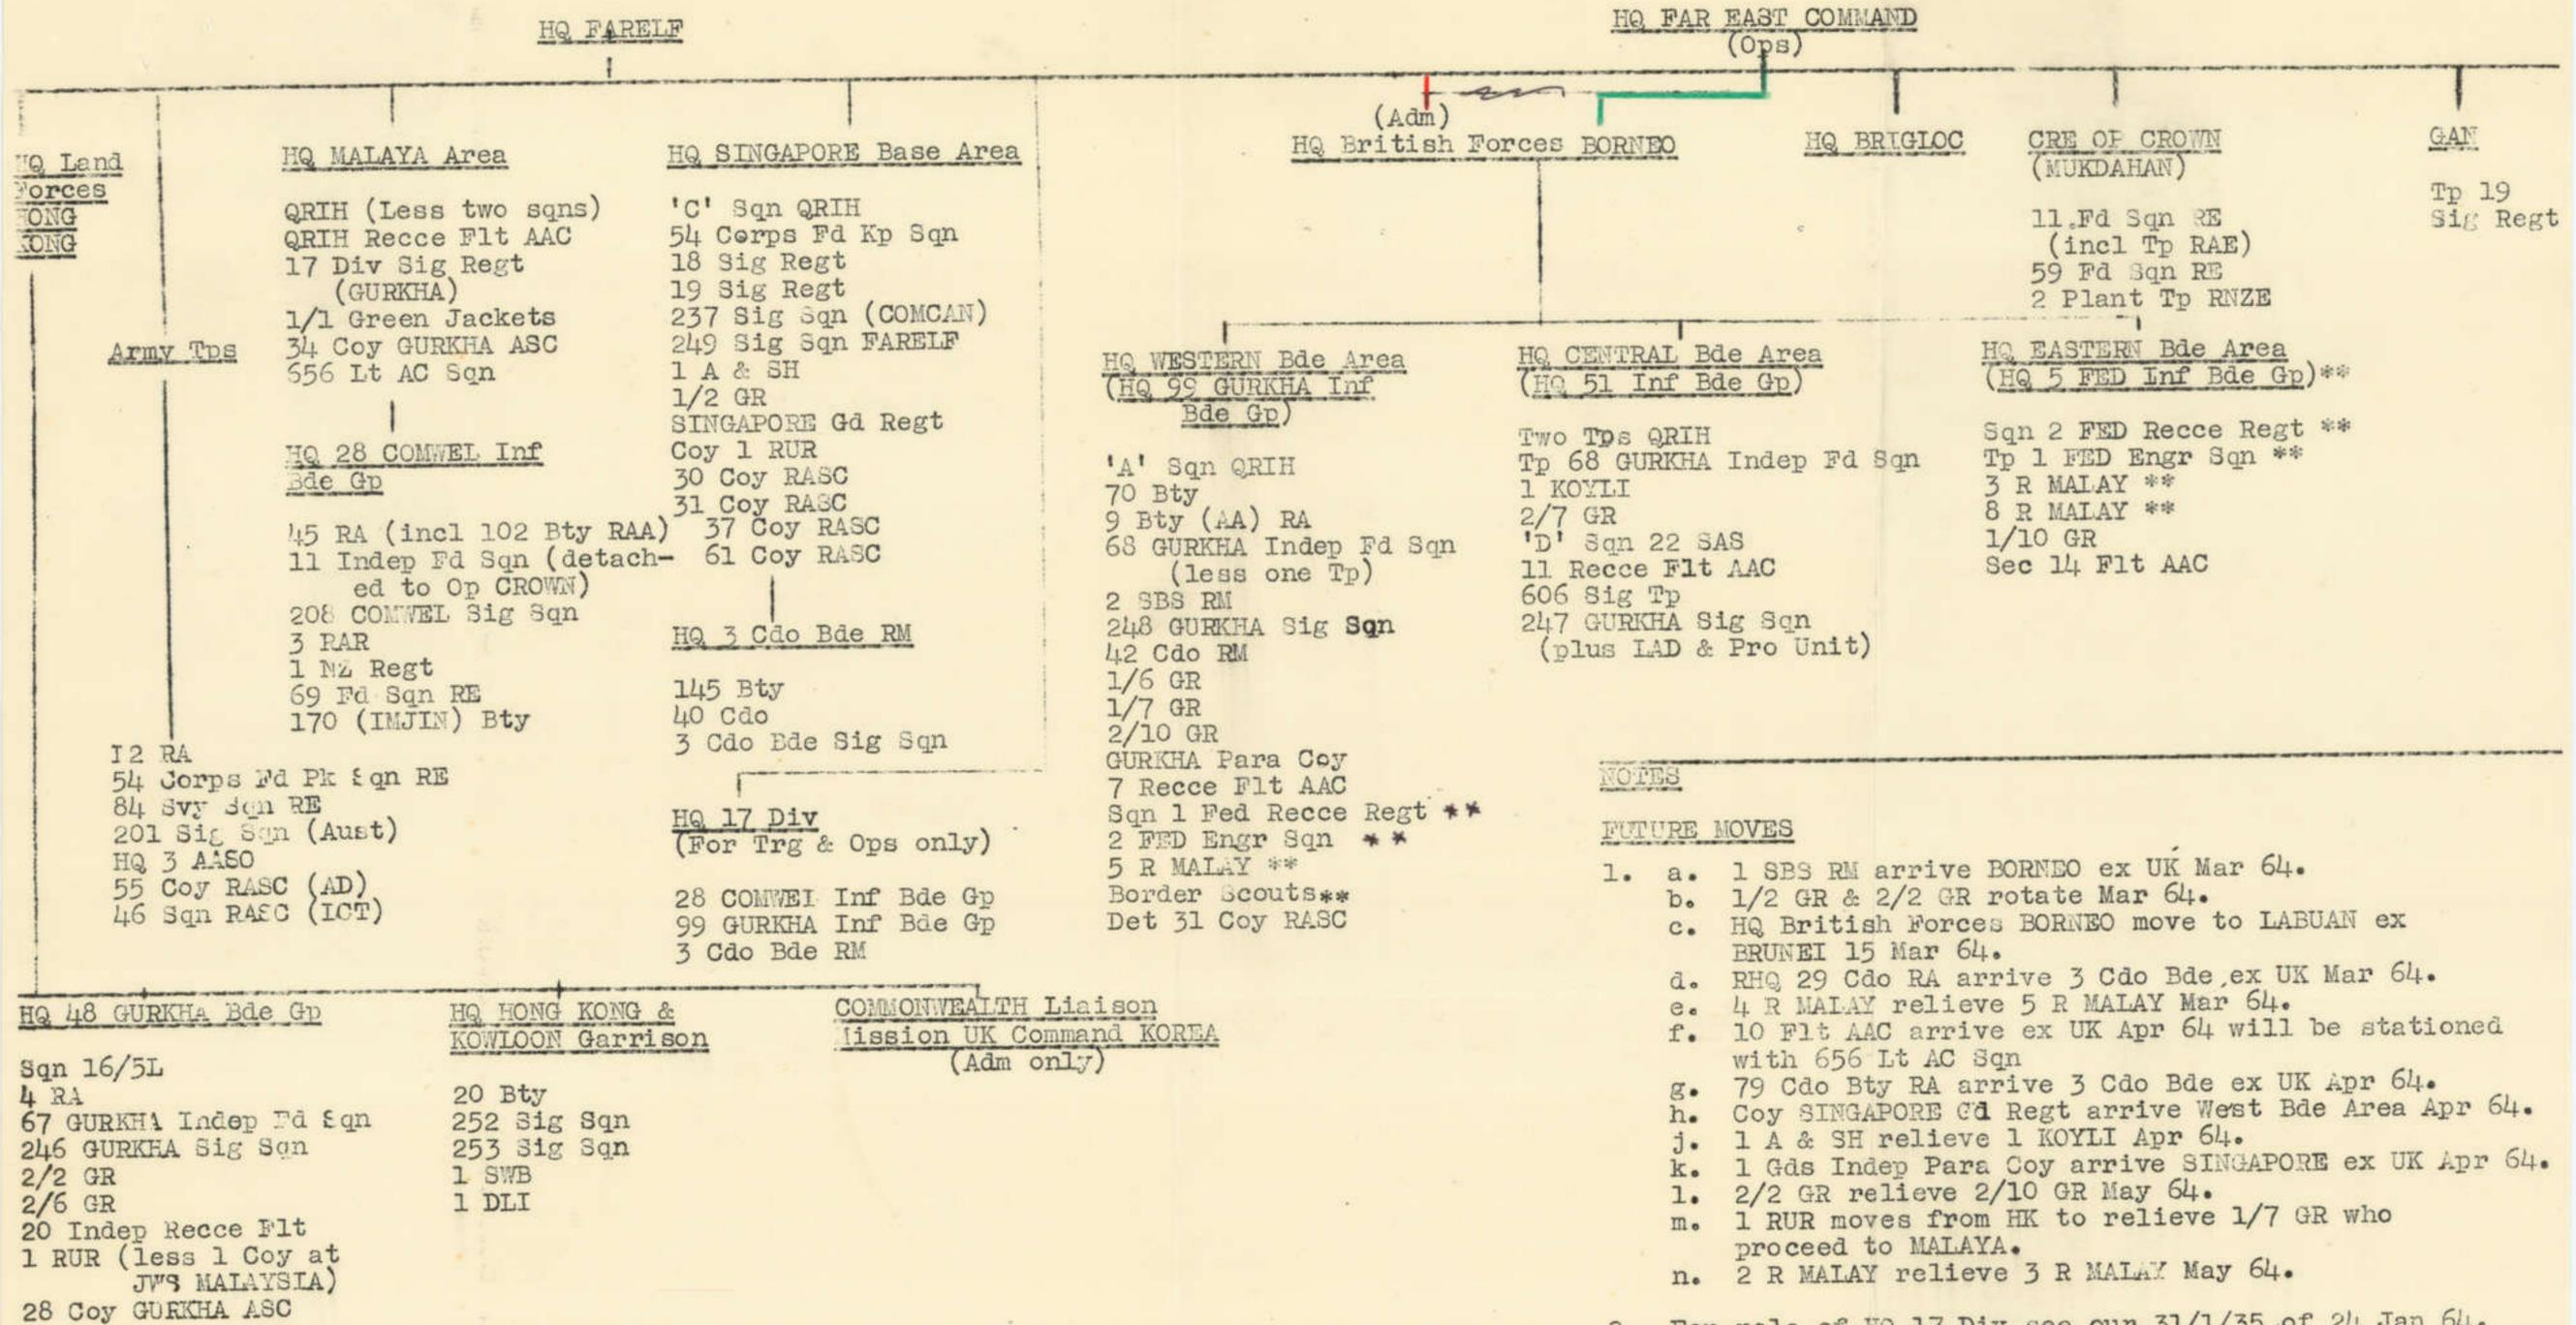 HQ FARELF
HQ FAR EAST COMMAND
(Ops)
HQ Land
Forces
HONG
KONG
Army Tps
I2 RA
54 Corps Fd Pk Sqn RE
84 Svy Sqn RE
201 Sig Sqn (Aust)
HQ 3 AASO
55 Coy RASC (AD)
46 Sqn RASC (ICT)
HQ MALAYA Area
QRIH (Less two sqns)
QRIH Recce Flt AAC
17 Div Sig Regt
(GURKHA)
1/1 Green Jackets
34 Coy GURKHA ASC
656 Lt AC Sqn
HQ 28 COMWEL Inf
Bde Gp
45 RA (incl 102 Bty RAA)
11 Indep Fd Sqn (detach-
ed to Op CROWN)
208 COMWEL Sig Sqn
3 RAR
1 NZ Regt
69 Fd Sqn RE
170 (IMJIN) Bty
HQ SINGAPORE Base Area
'C' Sqn QRIH
54 Corps Fd Kp Sqn
18 Sig Regt
19 Sig Regt
237 Sig Sqn (COMCAN)
249 Sig Sqn FARELF
1 A & SH
1/2 GR
SINGAPORE Gd Regt
Coy 1 RUR
30 Coy RASC
31 Coy RASC
37 Coy RASC
61 Coy RASC
HQ 3 Cdo Bde RM
145 Bty
40 Cdo
3 Cdo Bde Sig Sqn
HQ 17 Div
(For Trg & Ops only)
28 COMWEL Inf Bde Gp
99 GURKHA Inf Bde Gp
3 Cdo Bde RM
(Adm)
HQ British Forces BORNEO
HQ BRIGLOC
CRE OP CROWN
(MUKDAHAN)
11.Fd Sqn RE
(incl Tp RAE)
59 Fd Sqn RE
2 Plant Tp RNZE
GAN
Tp 19
Sig Regt
HQ WESTERN Bde Area
(HQ 99 GURKHA Inf
Bde Gp)
'A' Sqn QRIH
70 Bty
9 Bty (AA) RA
68 GURKHA Indep Fd Sqn
(less one Tp)
2 SBS RM
248 GURKHA Sig Sqn
42 Cdo RM
1/6 GR
1/7 GR
2/10 GR
GURKHA Para Coy
7 Recce Flt AAC
Sqn 1 Fed Recce Regt **
2 FED Engr Sqn **
5 R MALAY **
Border Scouts**
Det 31 Coy RASC
HQ CENTRAL Bde Area
(HQ 51 Inf Bde Gp)
Two Tps QRIH
Tp 68 GURKHA Indep Fd Sqn
1 KOYLI
2/7 GR
'D' Sqn 22 SAS
11 Recce Flt AAC
606 Sig Tp
247 GURKHA Sig Sqn
(plus LAD & Pro Unit)
HQ EASTERN Bde Area
(HQ 5 FED Inf Bde Gp)**
Sqn 2 FED Recce Regt **
Tp 1 FED Engr Sqn **
3 R MALAY **
8 R MALAY **
1/10 GR
Sec 14 Flt AAC
HQ 48 GURKHA Bde Gp
Sqn 16/5L
4 RA
67 GURKHA Indep Fd Sqn
246 GURKHA Sig Sqn
2/2 GR
2/6 GR
20 Indep Recce Flt
1 RUR (less 1 Coy at
JWS MALAYSIA)
28 Coy GURKHA ASC
HQ HONG KONG &
KOWLOON Garrison
20 Bty
252 Sig Sqn
253 Sig Sqn
1 SWB
1 DLI
COMMONWEALTH Liaison
Mission UK Command KOREA
(Adm only)
NOTES
FUTURE MOVES
1. a. 1 SBS RM arrive BORNEO ex UK Mar 64.
b. 1/2 GR & 2/2 GR rotate Mar 64.
c. HQ British Forces BORNEO move to LABUAN ex
BRUNEI 15 Mar 64.
d. RHQ 29 Cdo RA arrive 3 Cdo Bde,ex UK Mar 64.
e. 4 R MALAY relieve 5 R MALAY Mar 64.
f. 10 Flt AAC arrive ex UK Apr 64 will be stationed
with 656 Lt AC Sqn
g. 79 Cdo Bty RA arrive 3 Cdo Bde ex UK Apr 64.
h. Coy SINGAPORE Gd Regt arrive West Bde Area Apr 64.
j. 1 A & SH relieve 1 KOYLI Apr 64.
k. 1 Gds Indep Para Coy arrive SINGAPORE ex UK Apr 64.
l. 2/2 GR relieve 2/10 GR May 64.
m. 1 RUR moves from HK to relieve 1/7 GR who
proceed to MALAYA.
n. 2 R MALAY relieve 3 R MALAY May 64.
2. For role of HQ 17 Div see our 31/1/35 of 24 Jan 64.